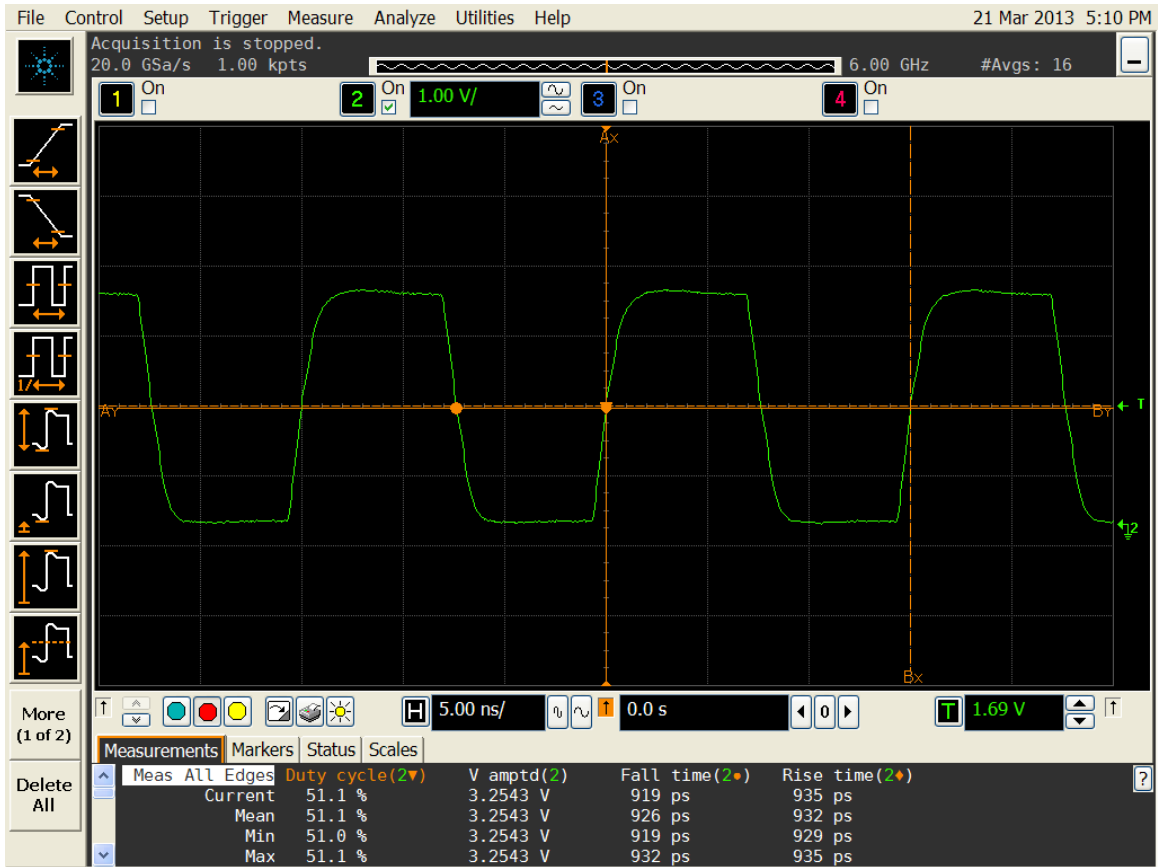 File Control Setup Trigger Measure Analyze Utilities Help 21 Mar 2013 5:10 PM
Acquisition is stopped.
20.0 GSa/s 1.00 kpts 6.00 GHz #Avgs: 16
1 On 2 On 1.00 V/ 3 On 4 On
Ax
1/
AY BY T
2
Bx
More
(1 of 2)
Delete
All
H 5.00 ns/ 0.0 s 0 T 1.69 V
Measurements Markers Status Scales
Meas All Edges Duty cycle(2▼) V amptd(2) Fall time(2●) Rise time(2♦) ?
Current 51.1 % 3.2543 V 919 ps 935 ps
Mean 51.1 % 3.2543 V 926 ps 932 ps
Min 51.0 % 3.2543 V 919 ps 929 ps
Max 51.1 % 3.2543 V 932 ps 935 ps